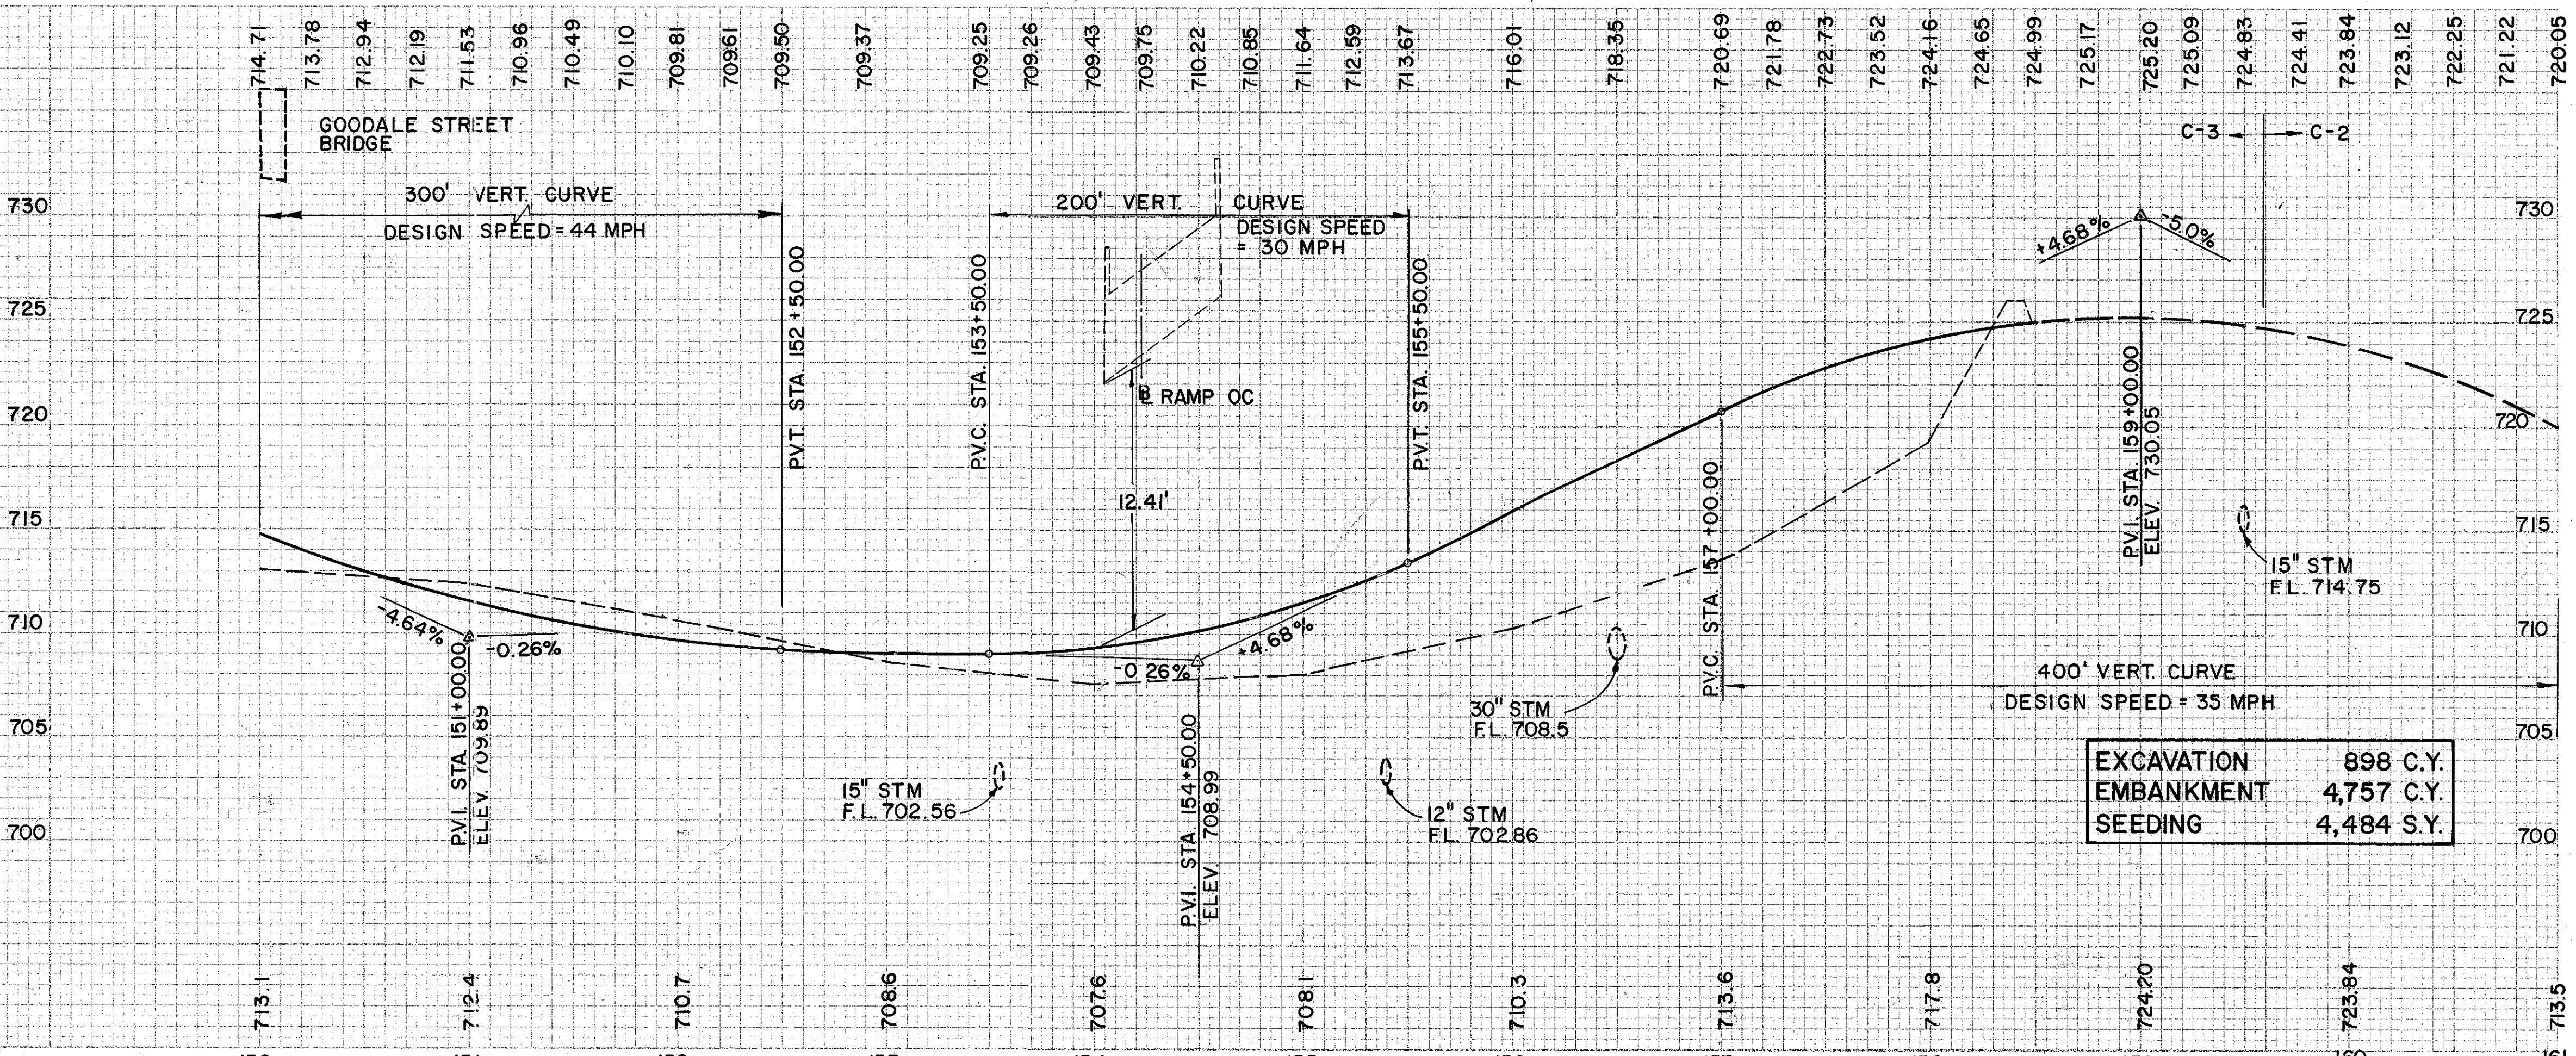 714.71
713.78
712.94
712.19
711.53
710.96
710.49
710.10
709.81
709.61
709.50
709.37
709.25
709.26
709.43
709.75
710.22
710.85
711.64
712.59
713.67
716.01
718.35
720.69
721.78
722.73
723.52
724.16
724.65
724.99
725.17
725.20
725.09
724.83
724.41
723.84
723.12
722.25
721.22
720.05
GOODALE STREET
BRIDGE
C-3 C-2
730
300' VERT. CURVE
DESIGN SPEED = 44 MPH
200' VERT. CURVE
DESIGN SPEED
= 30 MPH
730
+4.68%
-5.0%
P.V.T. STA. 152+50.00
P.V.C. STA. 153+50.00
P.V.T. STA. 155+50.00
725
725
RAMP OC
720
720
12.41'
P.V.I. STA. 159+00.00
ELEV. 730.05
715
715
P.V.C. STA. 157+00.00
15" STM
F.L. 714.75
710
710
-4.64%
-0.26%
-0.26%
+4.68%
400' VERT. CURVE
DESIGN SPEED = 35 MPH
705
705
P.V.I. STA. 151+00.00
ELEV. 709.89
30" STM
F.L. 708.5
P.V.I. STA. 154+50.00
ELEV. 708.99
15" STM
F.L. 702.56
12" STM
F.L. 702.86
EXCAVATION 898 C.Y.
EMBANKMENT 4,757 C.Y.
SEEDING 4,484 S.Y.
700
700
713.1
712.4
710.7
708.6
707.6
708.1
710.3
713.6
717.8
724.20
723.84
713.5